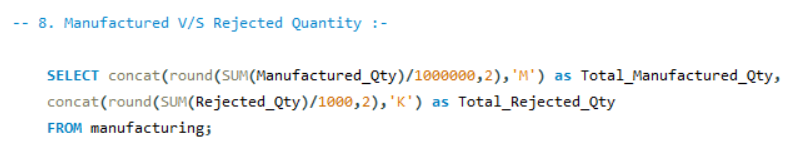 -- 8. Manufactured V/S Rejected Quantity :-
SELECT concat(round(SUM(Manufactured_Qty)/1000000,2),'M') as Total_Manufactured_Qty,
concat(round(SUM(Rejected_Qty)/1000,2),'K') as Total_Rejected_Qty
FROM manufacturing;